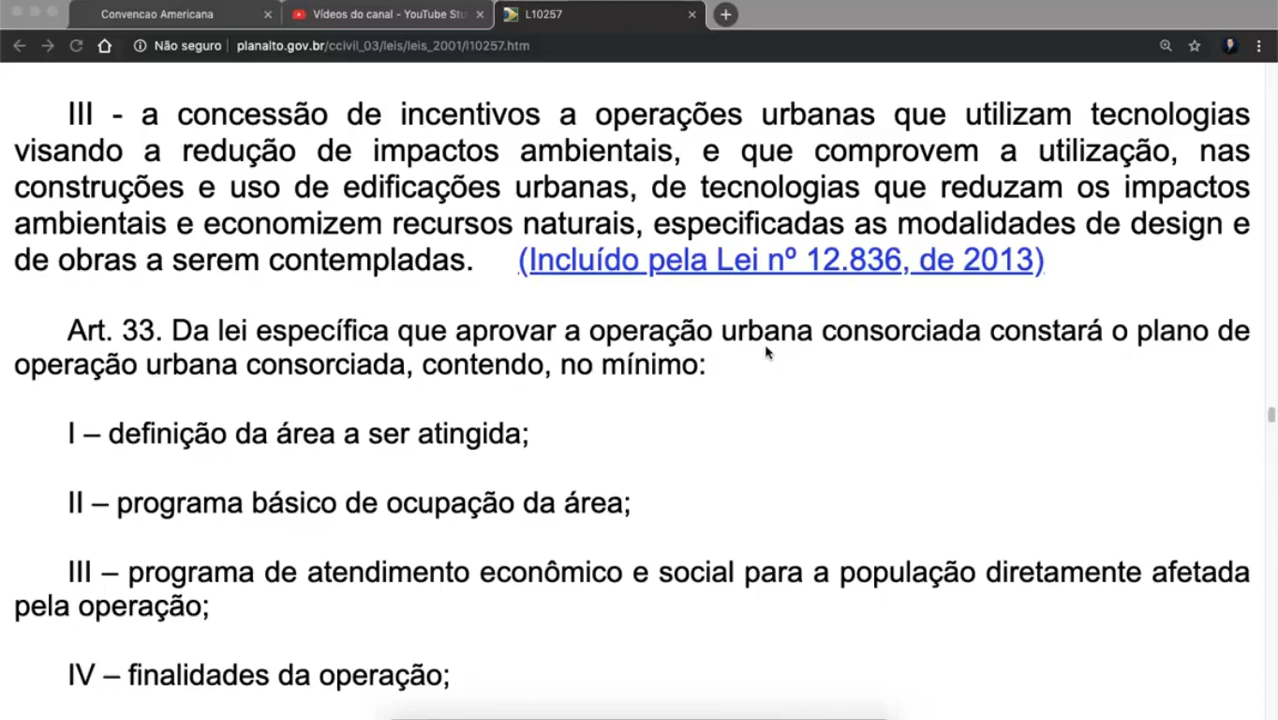 Convencao Americana
Vídeos do canal - YouTube Stu
L10257
Não seguro planalto.gov.br/ccivil_03/leis/leis_2001/l10257.htm
III - a concessão de incentivos a operações urbanas que utilizam tecnologias
visando a redução de impactos ambientais, e que comprovem a utilização, nas
construções e uso de edificações urbanas, de tecnologias que reduzam os impactos
ambientais e economizem recursos naturais, especificadas as modalidades de design e
de obras a serem contempladas. (Incluído pela Lei nº 12.836, de 2013)
Art. 33. Da lei específica que aprovar a operação urbana consorciada constará o plano de
operação urbana consorciada, contendo, no mínimo:
I – definição da área a ser atingida;
II – programa básico de ocupação da área;
III – programa de atendimento econômico e social para a população diretamente afetada
pela operação;
IV – finalidades da operação;